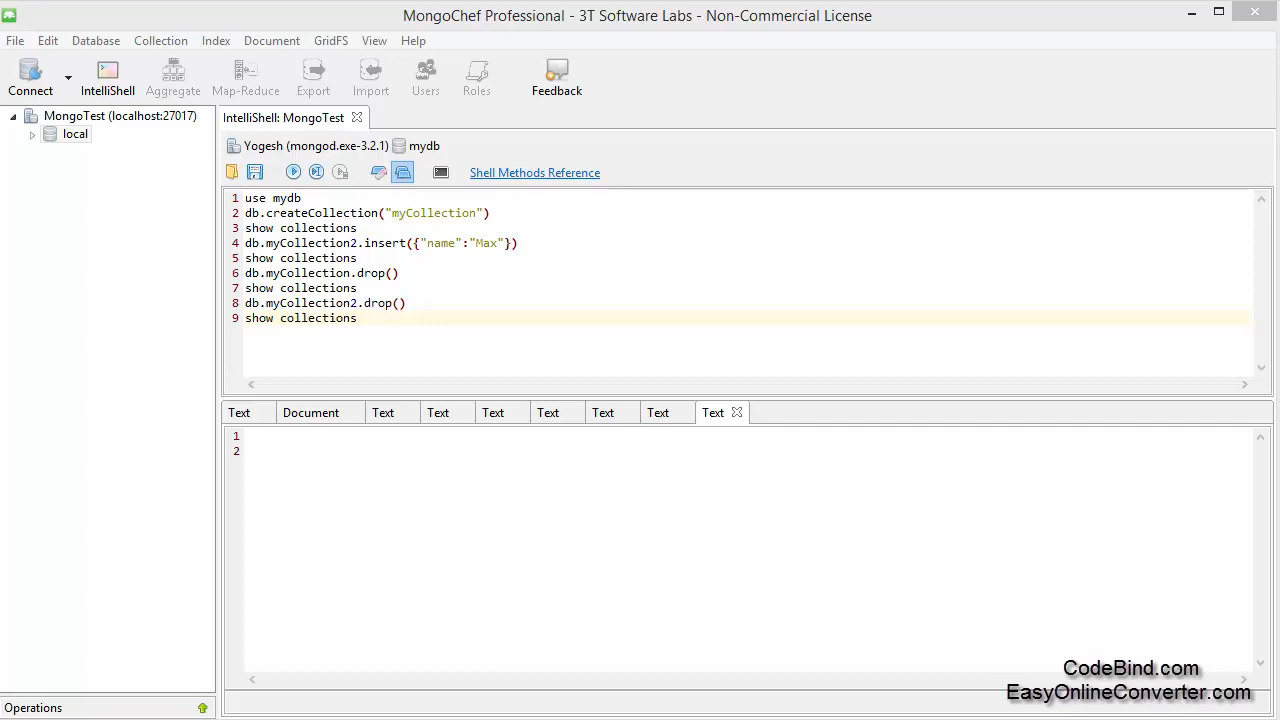 MongoChef Professional - 3T Software Labs - Non-Commercial License
File Edit Database Collection Index Document GridFS View Help
Connect IntelliShell Aggregate Map-Reduce Export Import Users Roles Feedback
MongoTest (localhost:27017)
local
IntelliShell: MongoTest
Yogesh (mongod.exe-3.2.1) mydb
Shell Methods Reference
1 use mydb
2 db.createCollection("myCollection")
3 show collections
4 db.myCollection2.insert({"name":"Max"})
5 show collections
6 db.myCollection.drop()
7 show collections
8 db.myCollection2.drop()
9 show collections
Text Document Text Text Text Text Text Text Text
1
2
CodeBind.com
EasyOnlineConverter.com
Operations